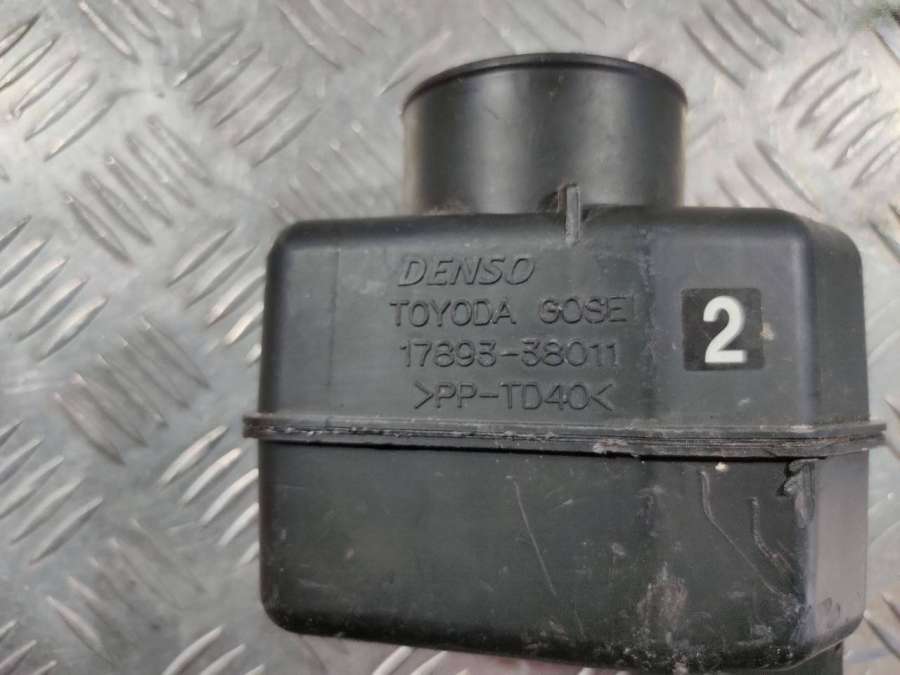 DENSO
TOYODA GOSEI
17893-38011
>PP-TD40<
2